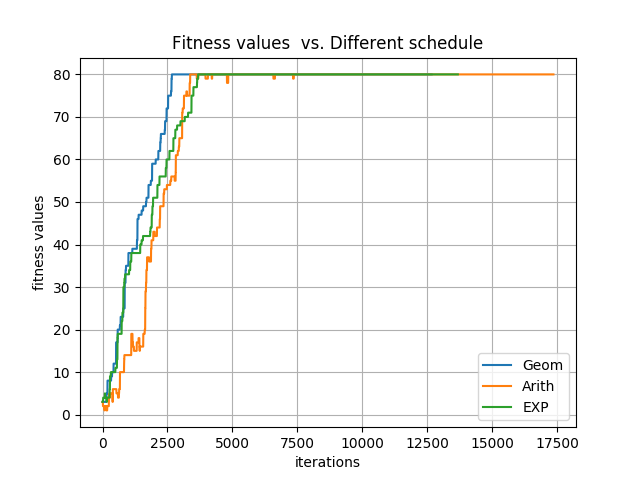 Fitness values  vs. Different schedule
fitness values
80
70
60
50
40
30
20
10
0
0 2500 5000 7500 10000 12500 15000 17500
iterations
Geom
Arith
EXP